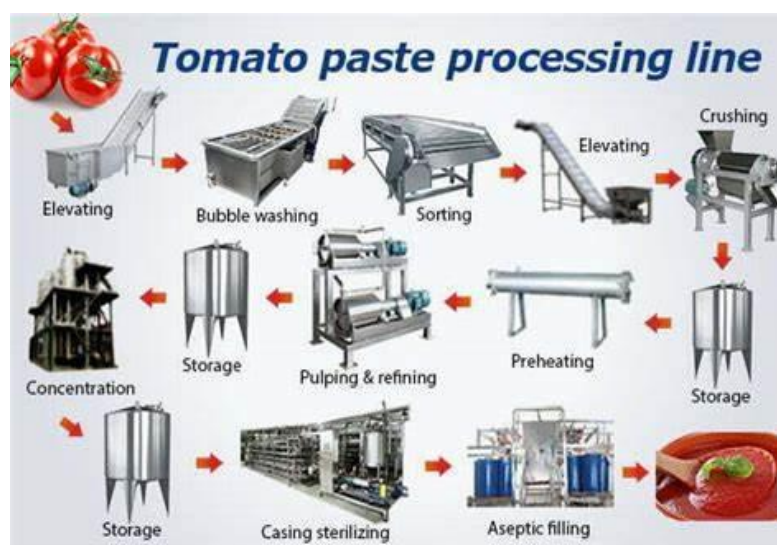 Tomato paste processing line
Elevating
Bubble washing
Sorting
Elevating
Crushing
Storage
Preheating
Pulping & refining
Storage
Concentration
Storage
Casing sterilizing
Aseptic filling